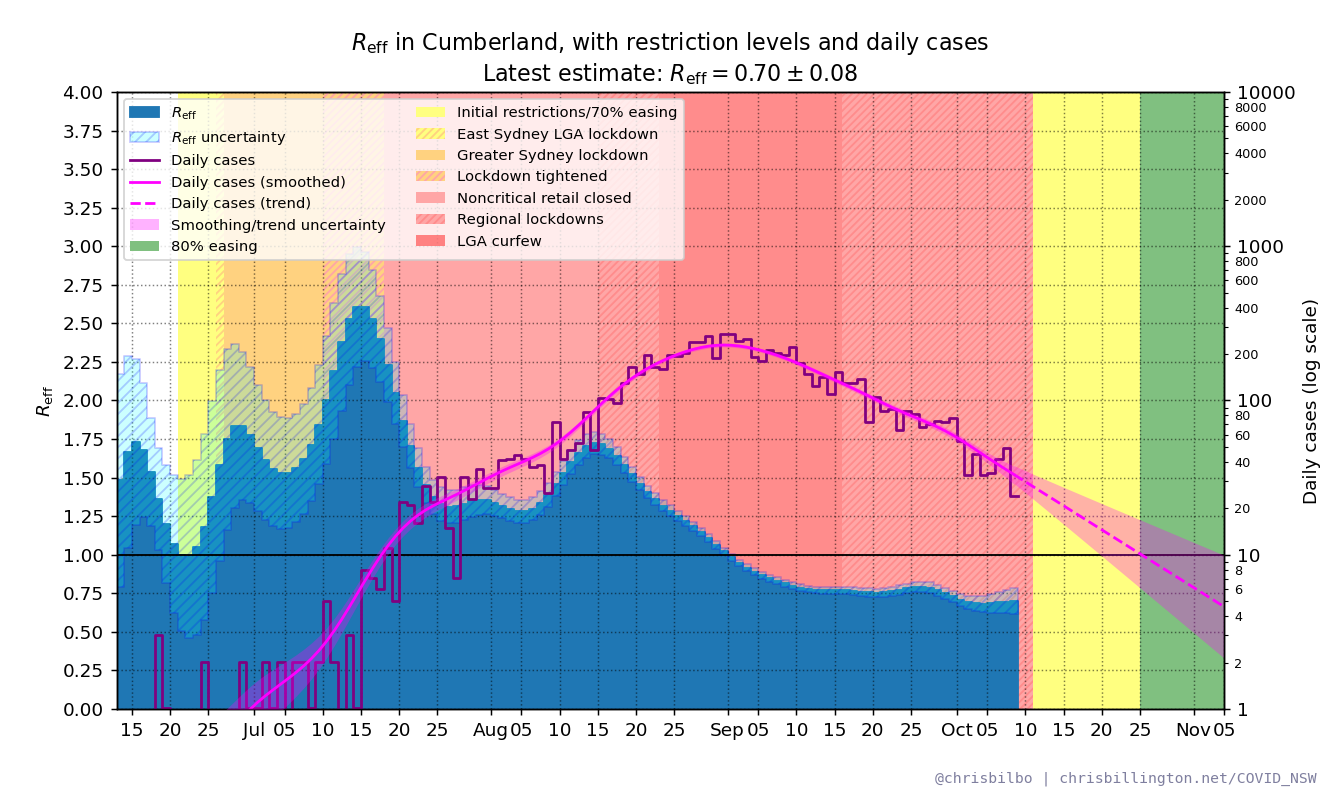 R_eff in Cumberland, with restriction levels and daily cases
Latest estimate: R_eff = 0.70 ± 0.08
R_eff
R_eff uncertainty
Daily cases
Daily cases (smoothed)
Daily cases (trend)
Smoothing/trend uncertainty
80% easing
Initial restrictions/70% easing
East Sydney LGA lockdown
Greater Sydney lockdown
Lockdown tightened
Noncritical retail closed
Regional lockdowns
LGA curfew
R_eff
4.00
3.75
3.50
3.25
3.00
2.75
2.50
2.25
2.00
1.75
1.50
1.25
1.00
0.75
0.50
0.25
0.00
15 20 25 Jul 05 10 15 20 25 Aug 05 10 15 20 25 Sep 05 10 15 20 25 Oct 05 10 15 20 25 Nov 05
10000
8000
6000
4000
2000
1000
800
600
400
200
100
80
60
40
20
10
8
6
4
2
1
Daily cases (log scale)
@chrisbilbo | chrisbillington.net/COVID_NSW